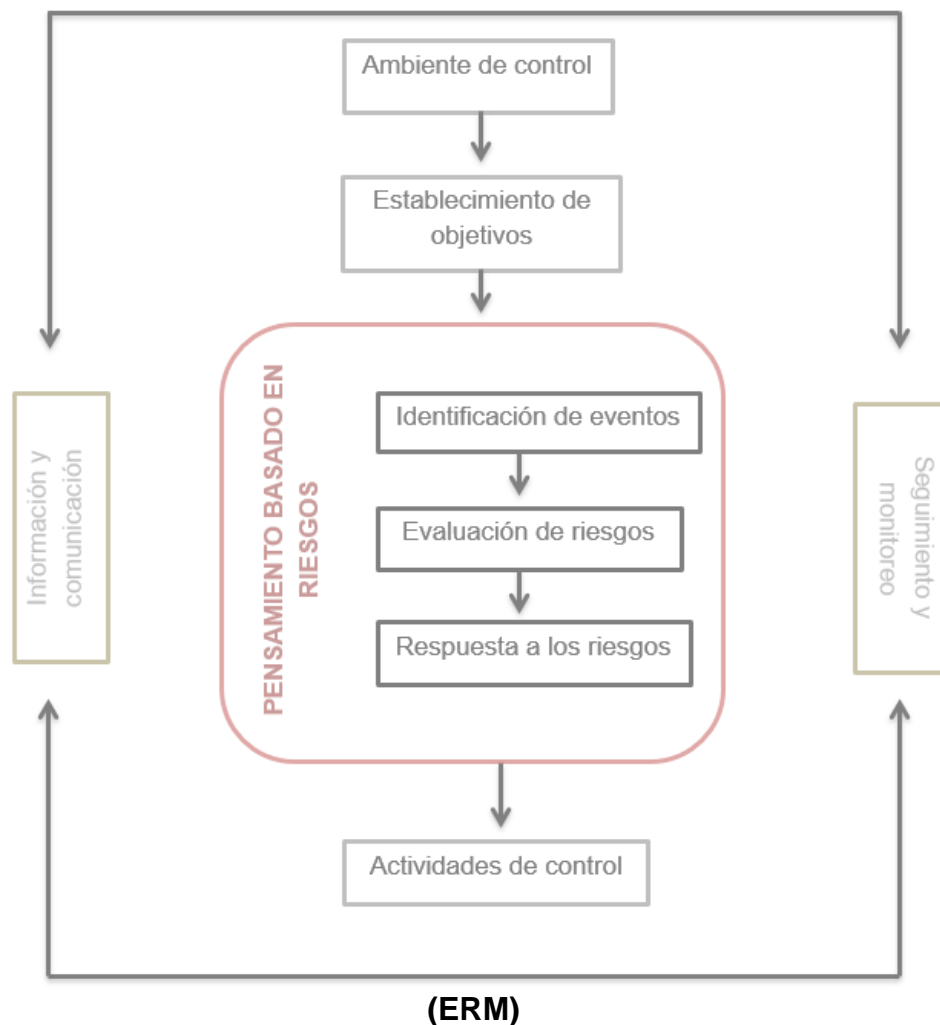 Ambiente de control
Establecimiento de
objetivos
PENSAMIENTO BASADO EN
RIESGOS
Identificación de eventos
Evaluación de riesgos
Respuesta a los riesgos
Información y
comunicación
Seguimiento y
monitoreo
Actividades de control
(ERM)